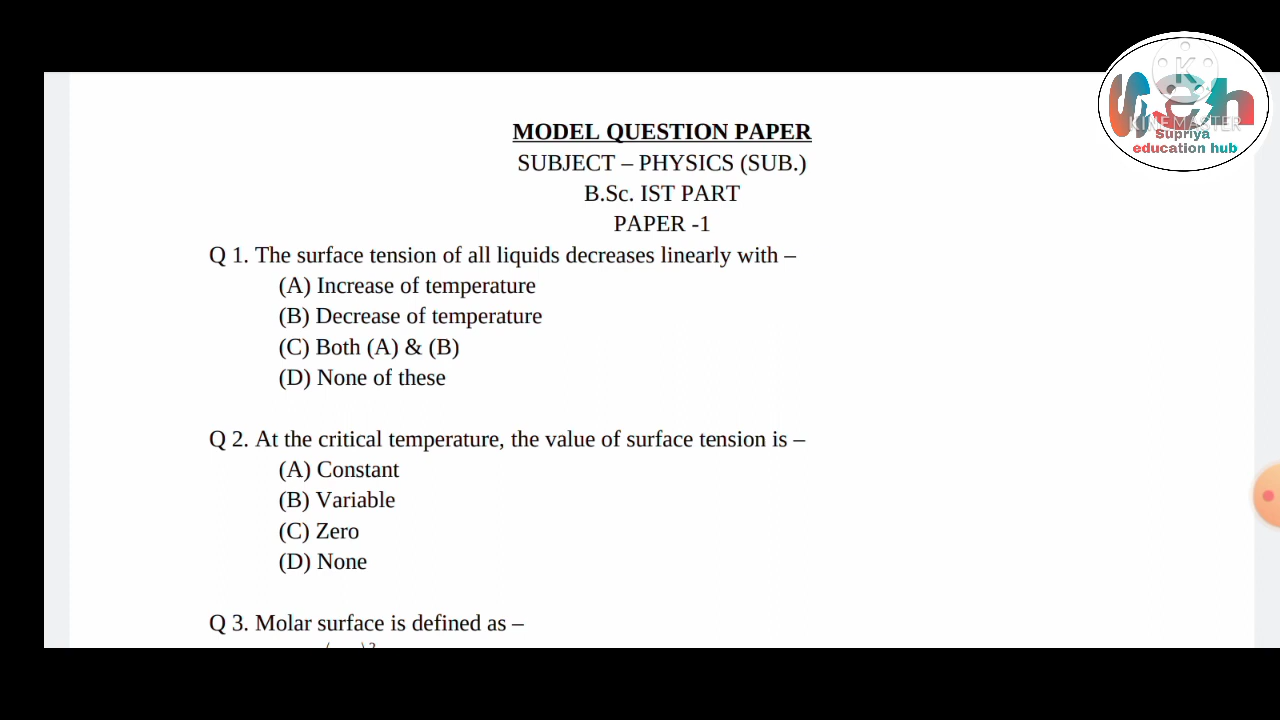 MODEL QUESTION PAPER
SUBJECT – PHYSICS (SUB.)
B.Sc. IST PART
PAPER -1
Q 1. The surface tension of all liquids decreases linearly with –
(A) Increase of temperature
(B) Decrease of temperature
(C) Both (A) & (B)
(D) None of these
Q 2. At the critical temperature, the value of surface tension is –
(A) Constant
(B) Variable
(C) Zero
(D) None
Q 3. Molar surface is defined as –
K
Seh
KINEMASTER
Supriya
education hub